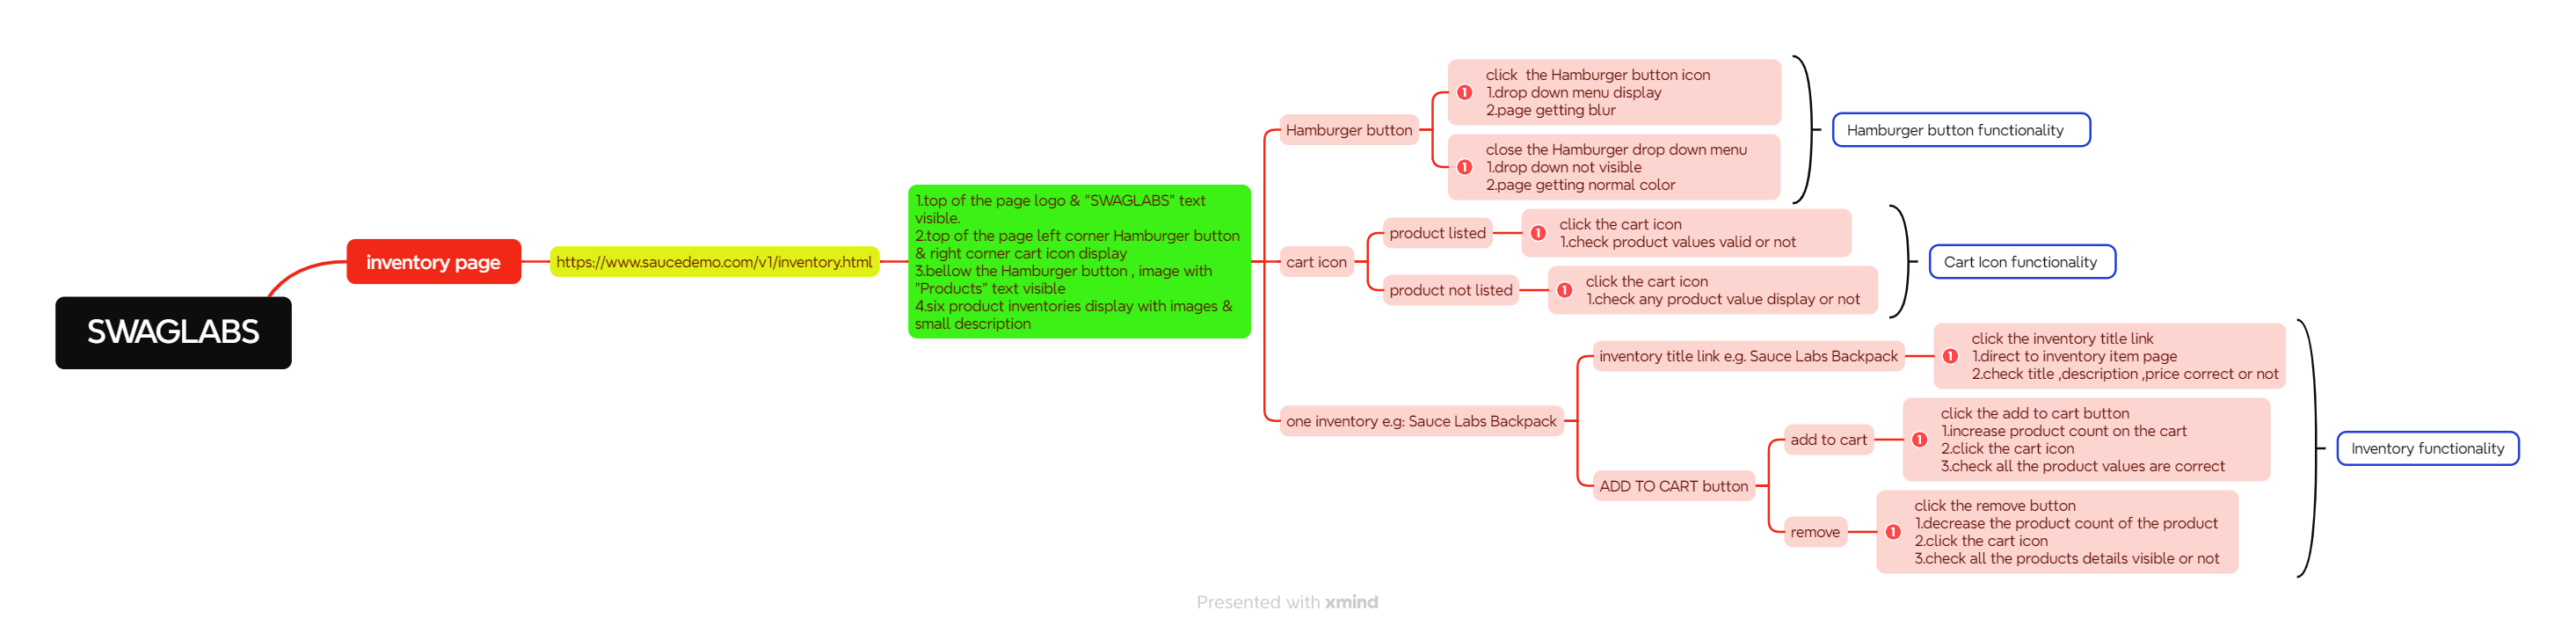 SWAGLABS
inventory page
https://www.saucedemo.com/v1/inventory.html
1.top of the page logo & "SWAGLABS" text
visible.
2.top of the page left corner Hamburger button
& right corner cart icon display
3.bellow the Hamburger button , image with
"Products" text visible
4.six product inventories display with images &
small description
Hamburger button
1
click  the Hamburger button icon
1.drop down menu display
2.page getting blur
1
close the Hamburger drop down menu
1.drop down not visible
2.page getting normal color
Hamburger button functionality
cart icon
product listed
1
click the cart icon
1.check product values valid or not
product not listed
1
click the cart icon
1.check any product value display or not
Cart Icon functionality
one inventory e.g: Sauce Labs Backpack
inventory title link e.g. Sauce Labs Backpack
1
click the inventory title link
1.direct to inventory item page
2.check title ,description ,price correct or not
ADD TO CART button
add to cart
1
click the add to cart button
1.increase product count on the cart
2.click the cart icon
3.check all the product values are correct
remove
1
click the remove button
1.decrease the product count of the product
2.click the cart icon
3.check all the products details visible or not
Inventory functionality
Presented with xmind